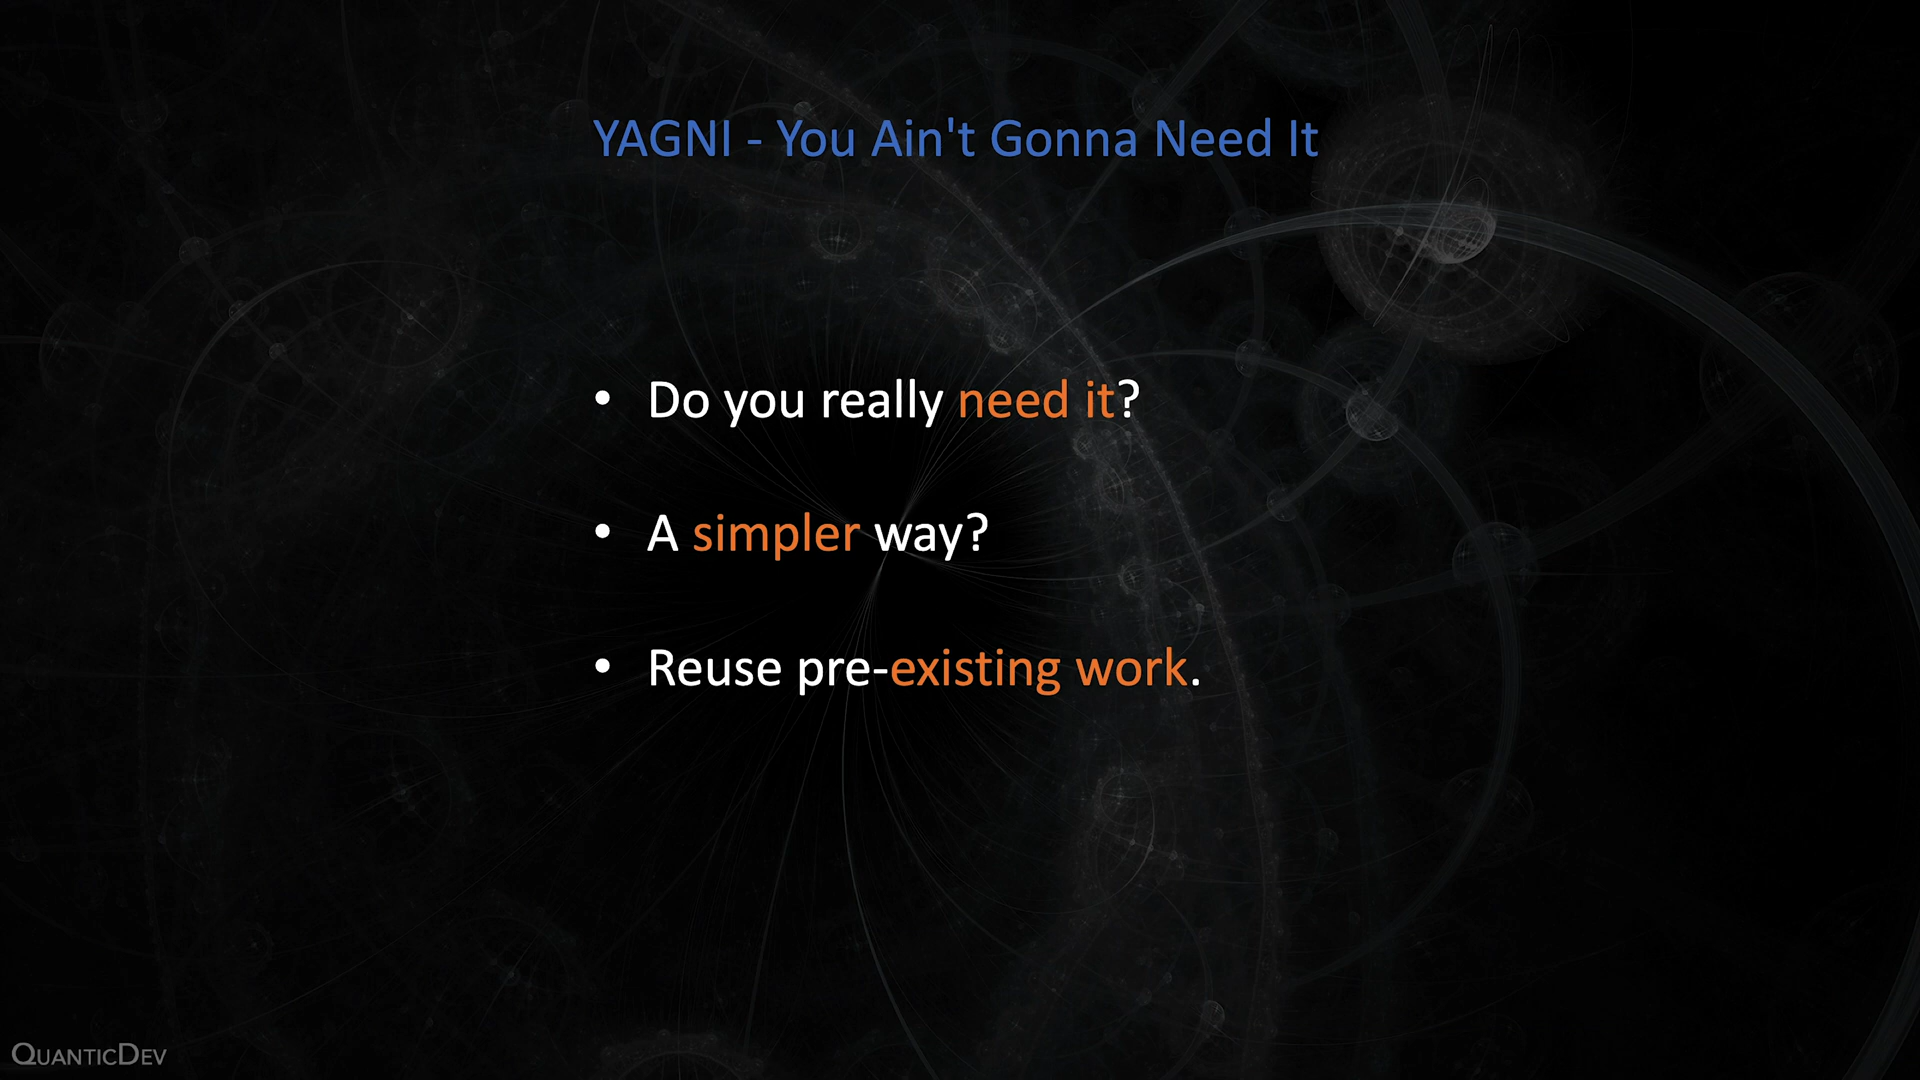 YAGNI - You Ain't Gonna Need It
• Do you really need it?
• A simpler way?
• Reuse pre-existing work.
QUANTICDEV